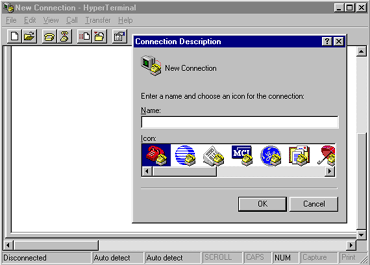 New Connection - HyperTerminal
File Edit View Call Transfer Help
Connection Description
New Connection
Enter a name and choose an icon for the connection:
Name:
Icon:
MCI
OK Cancel
Disconnected Auto detect Auto detect SCROLL CAPS NUM Capture Print